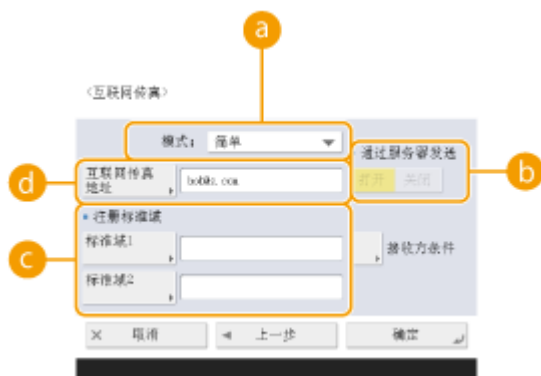 a
<互联网传真>
模式: 简单
通过服务器发送
b
打开 关闭
d
互联网传真
地址
bob@z.com
• 注册标准域
c
标准域1
接收方条件
标准域2
× 取消
◄ 上一步
确定